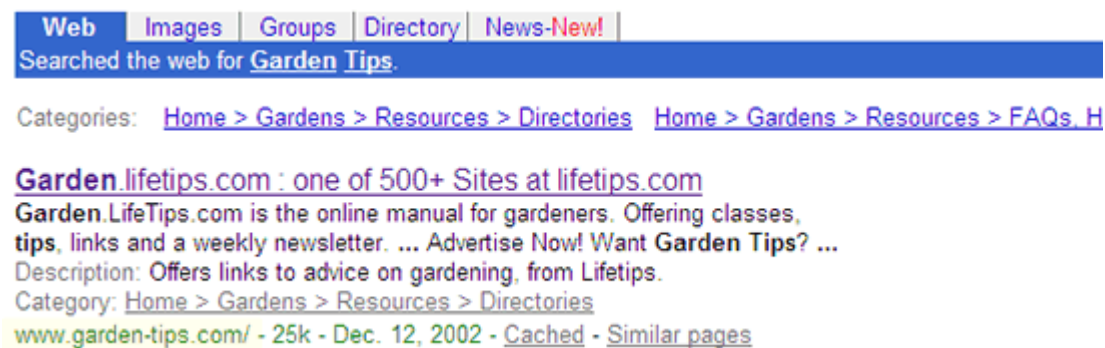 Web Images Groups Directory News-New!
Searched the web for Garden Tips.
Categories: Home > Gardens > Resources > Directories Home > Gardens > Resources > FAQs, H
Garden.lifetips.com : one of 500+ Sites at lifetips.com
Garden.LifeTips.com is the online manual for gardeners. Offering classes,
tips, links and a weekly newsletter. ... Advertise Now! Want Garden Tips? ...
Description: Offers links to advice on gardening, from Lifetips.
Category: Home > Gardens > Resources > Directories
www.garden-tips.com/ - 25k - Dec. 12, 2002 - Cached - Similar pages